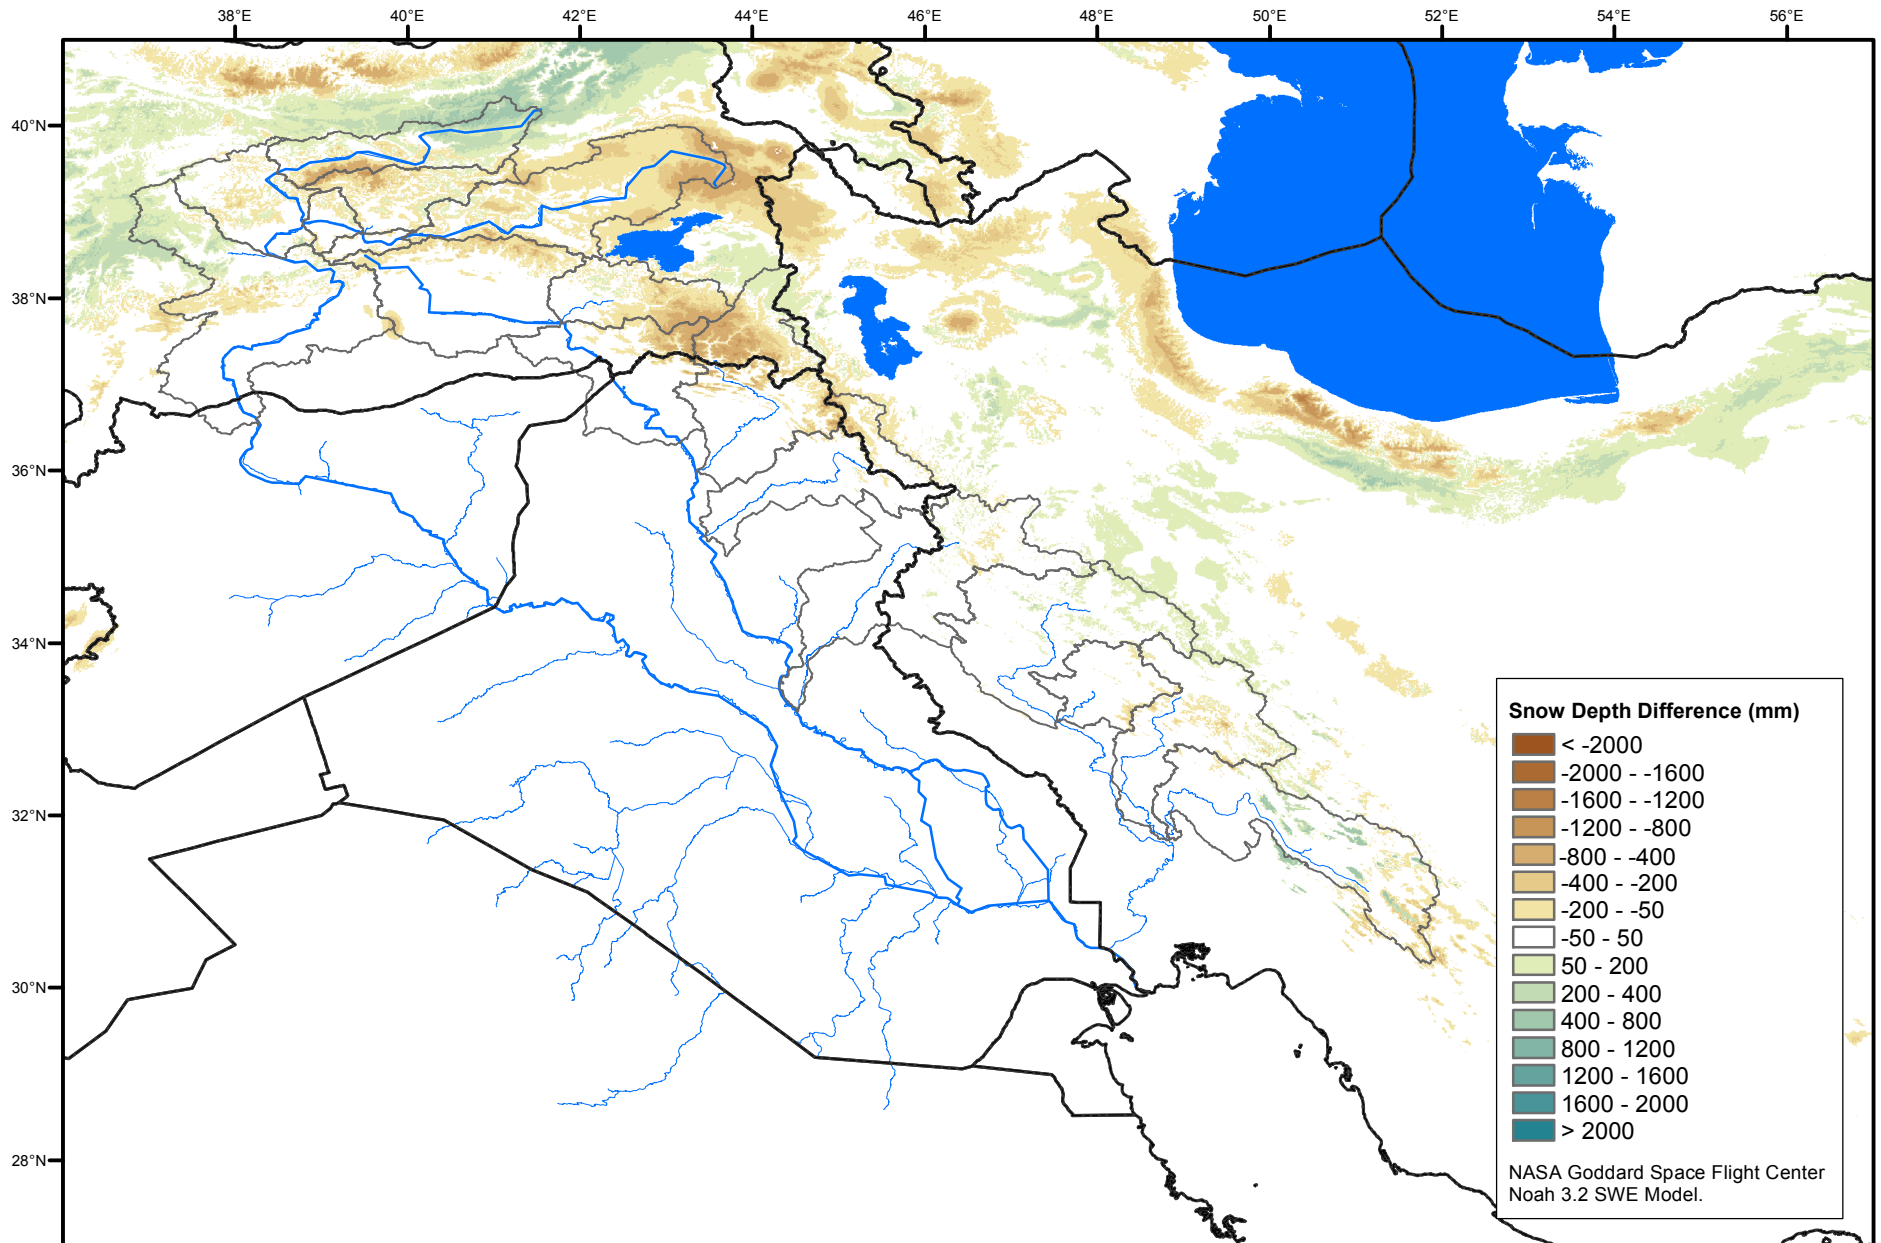 38°E 40°E 42°E 44°E 46°E 48°E 50°E 52°E 54°E 56°E
40°N
38°N
36°N
34°N
32°N
30°N
28°N
Snow Depth Difference (mm)
< -2000
-2000 - -1600
-1600 - -1200
-1200 - -800
-800 - -400
-400 - -200
-200 - -50
-50 - 50
50 - 200
200 - 400
400 - 800
800 - 1200
1200 - 1600
1600 - 2000
> 2000
NASA Goddard Space Flight Center
Noah 3.2 SWE Model.